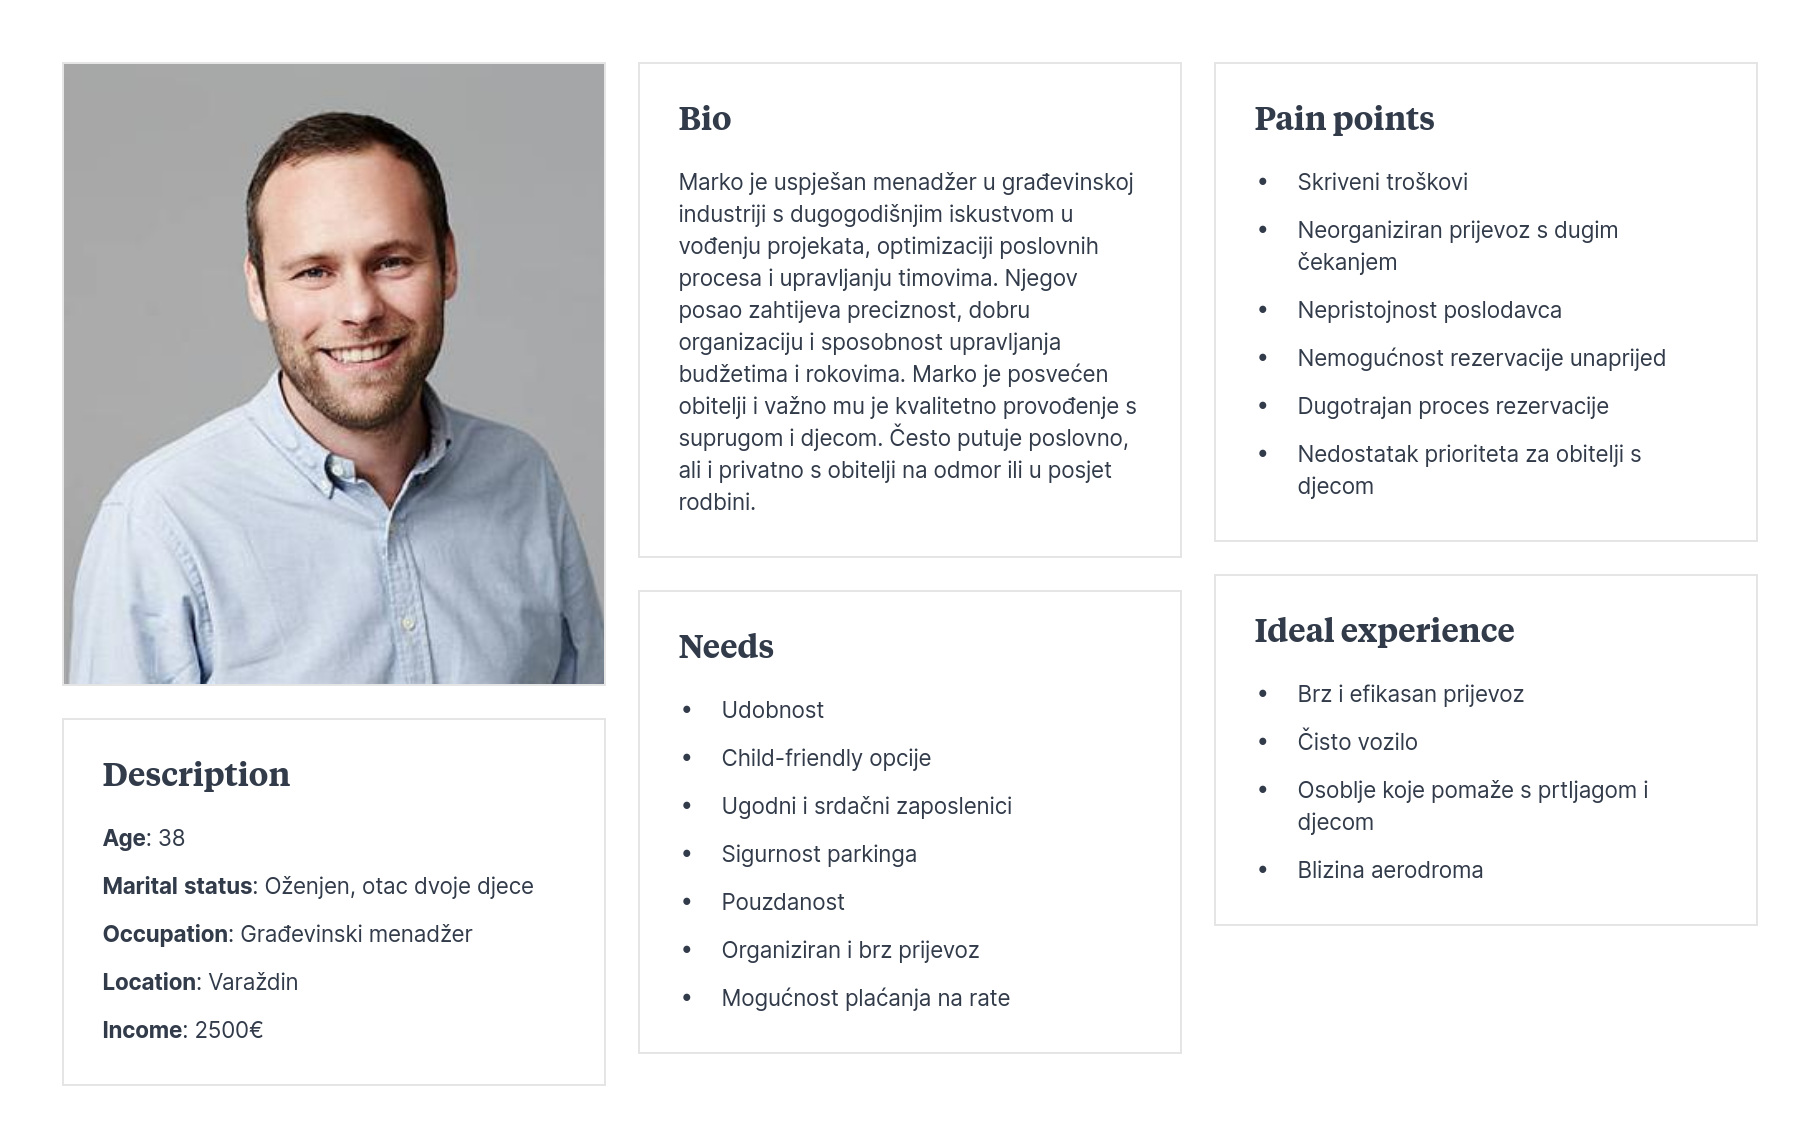 Description
Age: 38
Marital status: Oženjen, otac dvoje djece
Occupation: Građevinski menadžer
Location: Varaždin
Income: 2500€
Bio
Marko je uspješan menadžer u građevinskoj
industriji s dugogodišnjim iskustvom u
vođenju projekata, optimizaciji poslovnih
procesa i upravljanju timovima. Njegov
posao zahtijeva preciznost, dobru
organizaciju i sposobnost upravljanja
budžetima i rokovima. Marko je posvećen
obitelji i važno mu je kvalitetno provođenje s
suprugom i djecom. Često putuje poslovno,
ali i privatno s obitelji na odmor ili u posjet
rodbini.
Needs
• Udobnost
• Child-friendly opcije
• Ugodni i srdačni zaposlenici
• Sigurnost parkinga
• Pouzdanost
• Organiziran i brz prijevoz
• Mogućnost plaćanja na rate
Pain points
• Skriveni troškovi
• Neorganiziran prijevoz s dugim
čekanjem
• Nepristojnost poslodavca
• Nemogućnost rezervacije unaprijed
• Dugotrajan proces rezervacije
• Nedostatak prioriteta za obitelji s
djecom
Ideal experience
• Brz i efikasan prijevoz
• Čisto vozilo
• Osoblje koje pomaže s prtljagom i
djecom
• Blizina aerodroma